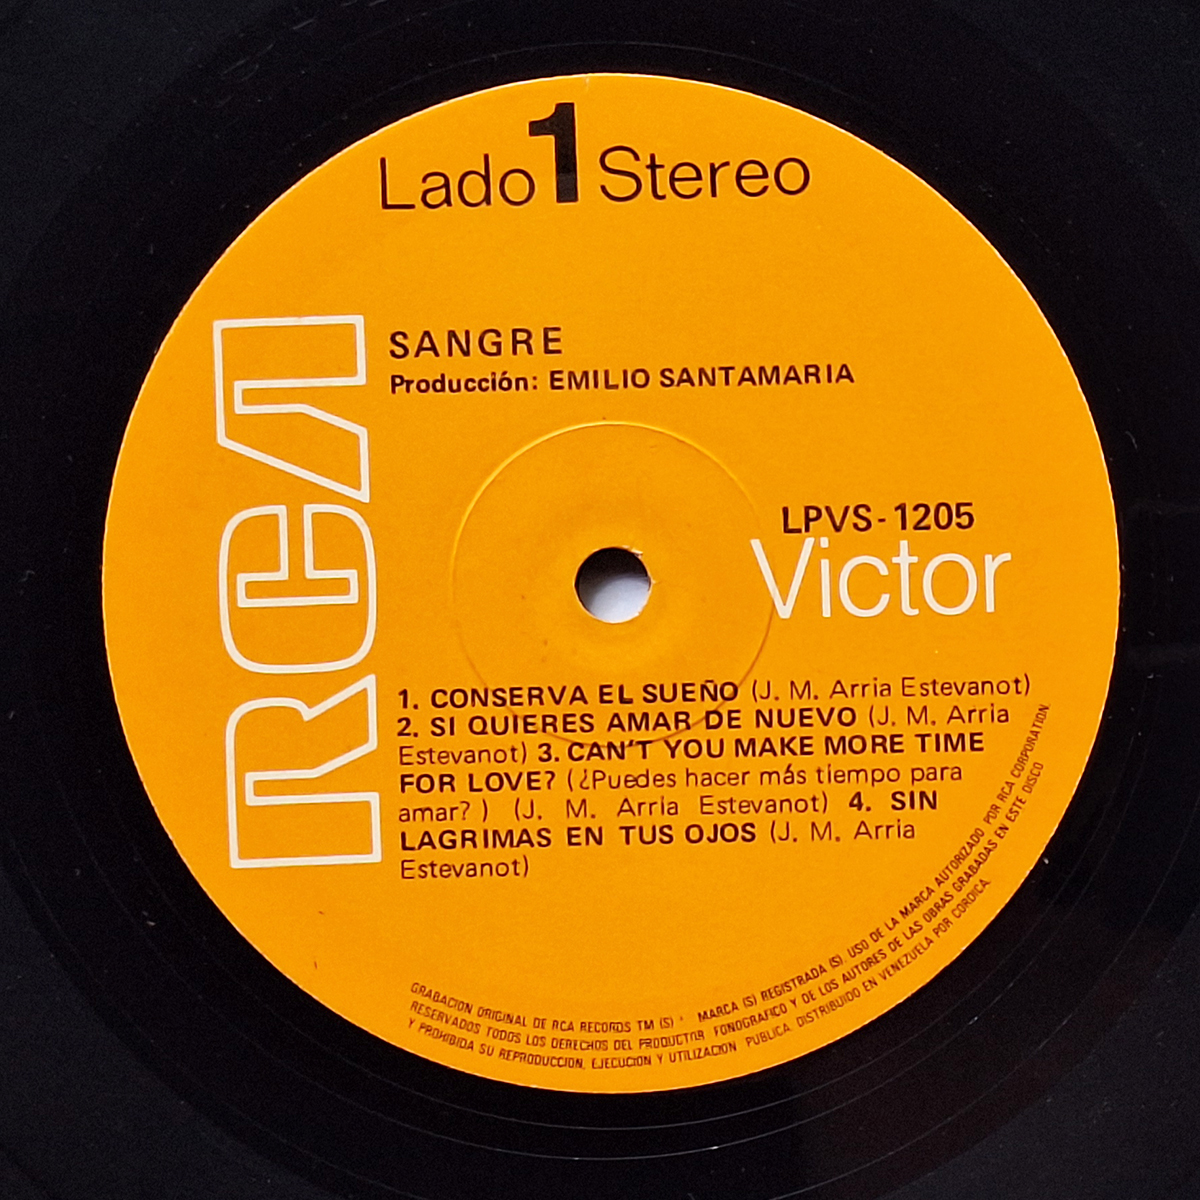 Lado 1 Stereo
RCA
SANGRE
Producción: EMILIO SANTAMARIA
LPVS-1205
Victor
1. CONSERVA EL SUEÑO (J. M. Arria Estevanot)
2. SI QUIERES AMAR DE NUEVO (J. M. Arria
Estevanot) 3. CAN'T YOU MAKE MORE TIME
FOR LOVE? (¿Puedes hacer más tiempo para
amar? ) (J. M. Arria Estevanot) 4. SIN
LAGRIMAS EN TUS OJOS (J. M. Arria
Estevanot)
GRABACION ORIGINAL DE RCA RECORDS TM (S) · MARCA (S) REGISTRADA (S). USO DE LA MARCA AUTORIZADO POR RCA CORPORATION.
RESERVADOS TODOS LOS DERECHOS DEL PRODUCTOR FONOGRAFICO Y DE LOS AUTORES DE LAS OBRAS GRABADAS EN ESTE DISCO
Y PROHIBIDA SU REPRODUCCION, EJECUCION Y UTILIZACION PUBLICA. DISTRIBUIDO EN VENEZUELA POR CORDICA.